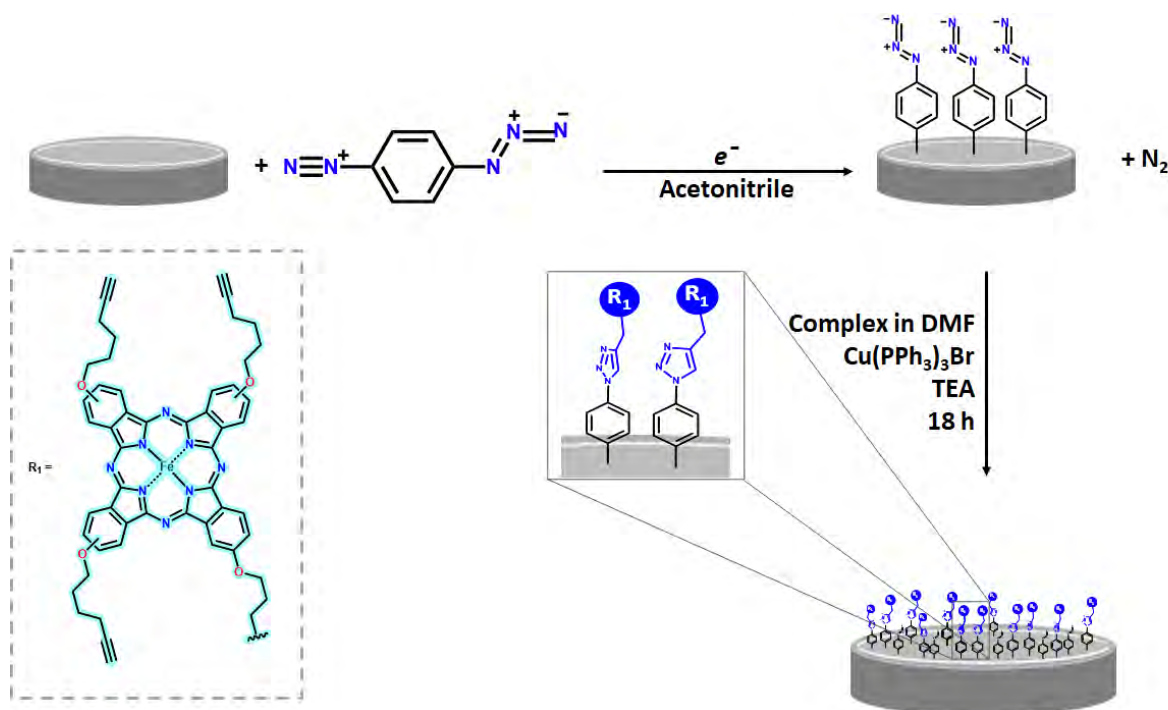 −N
+N
N
−N
+N
N
−N
+N
N
+
N≡N+
N
N+
N−
e−
Acetonitrile
+ N2
R1 =
O
O
N
N
N
N
Fe
N
N
N
N
O
O
R1
R1
N
N
N
N
N
N
Complex in DMF
Cu(PPh3)3Br
TEA
18 h